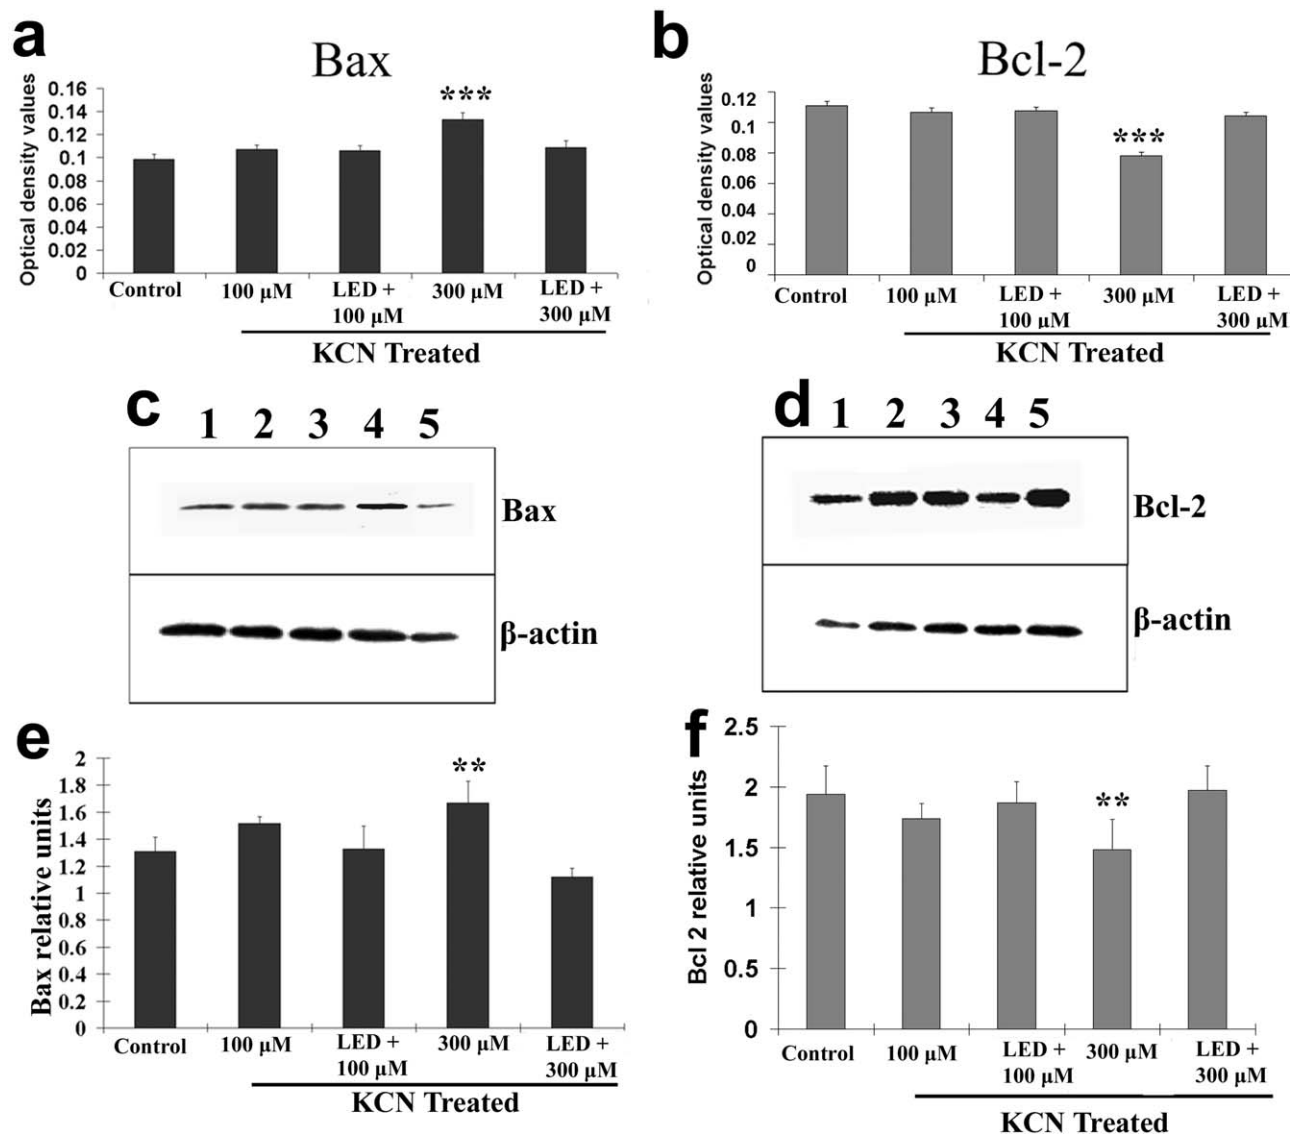 a
Bax
Optical density values
0.16
0.14
0.12
0.1
0.08
0.06
0.04
0.02
0
***
Control
100 µM
LED +
100 µM
300 µM
LED +
300 µM
KCN Treated
b
Bcl-2
Optical density values
0.12
0.1
0.08
0.06
0.04
0.02
0
***
Control
100 µM
LED +
100 µM
300 µM
LED +
300 µM
KCN Treated
c
1 2 3 4 5
Bax
β-actin
d
1 2 3 4 5
Bcl-2
β-actin
e
Bax relative units
2
1.8
1.6
1.4
1.2
1
0.8
0.6
0.4
0.2
0
**
Control
100 µM
LED +
100 µM
300 µM
LED +
300 µM
KCN Treated
f
Bcl 2 relative units
2.5
2
1.5
1
0.5
0
**
Control
100 µM
LED +
100 µM
300 µM
LED +
300 µM
KCN Treated